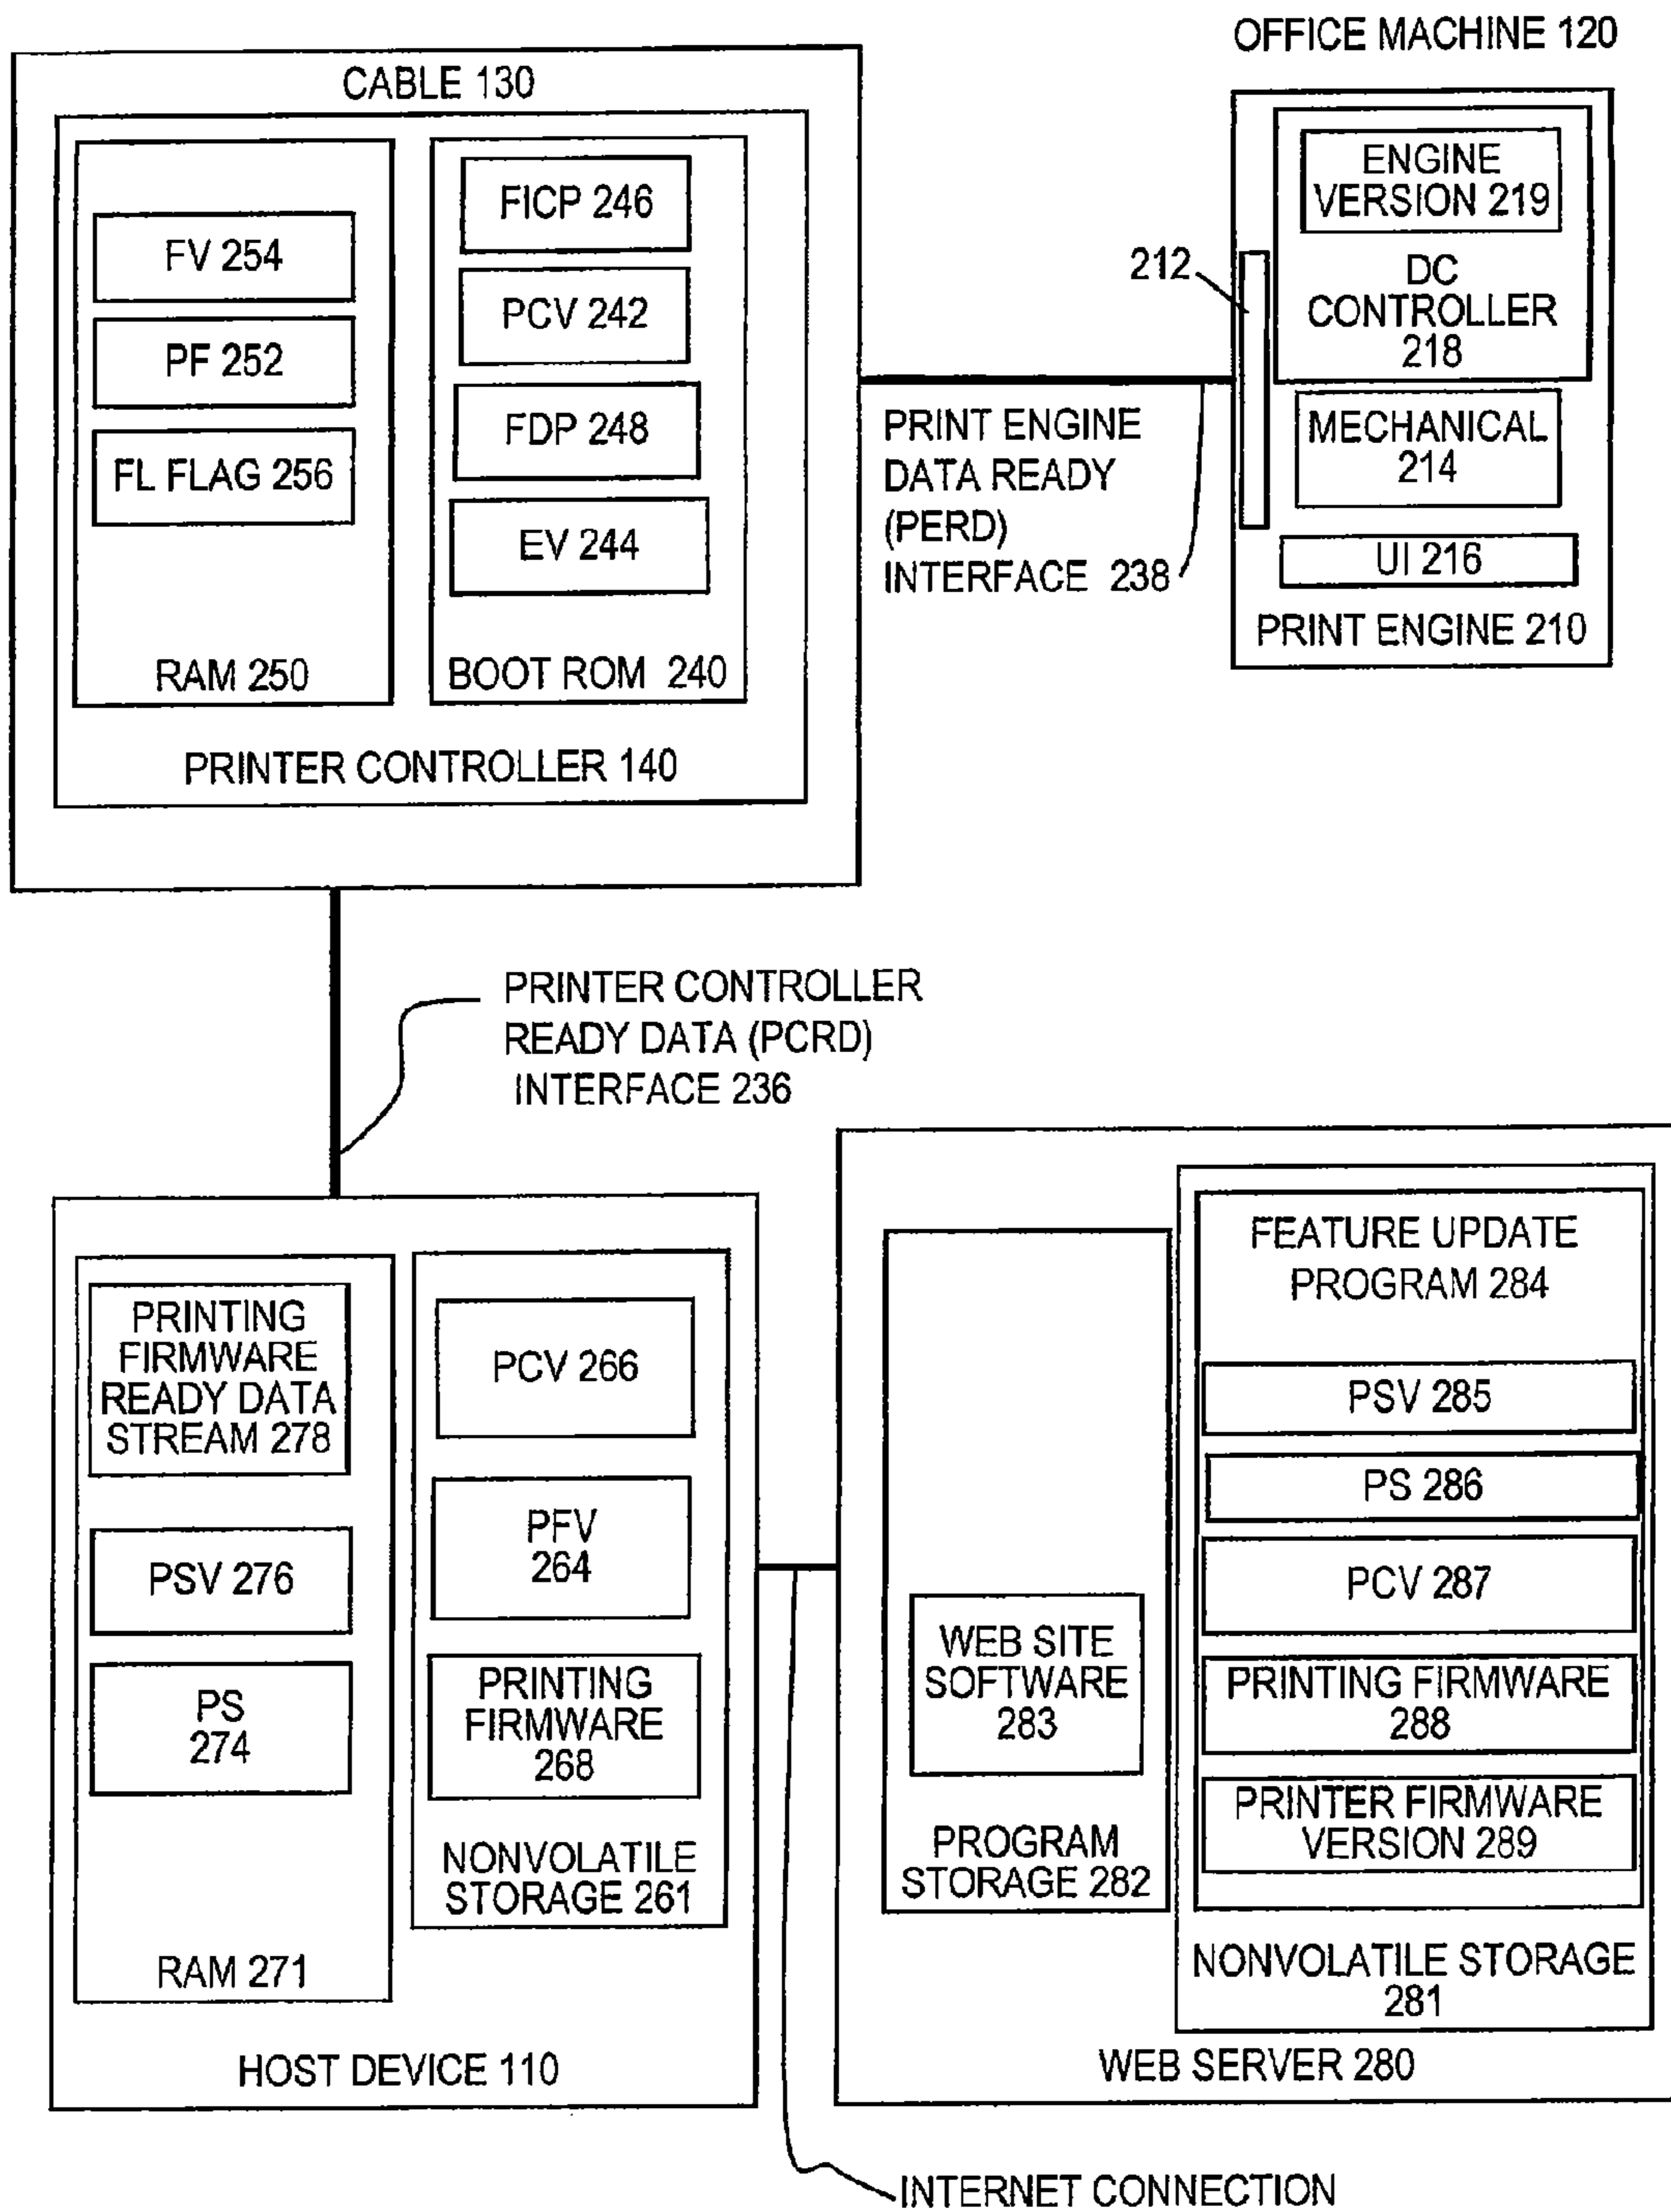 OFFICE MACHINE 120
CABLE 130
FV 254
PF 252
FL FLAG 256
RAM 250
FICP 246
PCV 242
FDP 248
EV 244
BOOT ROM 240
PRINTER CONTROLLER 140
PRINT ENGINE
DATA READY
(PERD)
INTERFACE 238
212
ENGINE
VERSION 219
DC
CONTROLLER
218
MECHANICAL
214
UI 216
PRINT ENGINE 210
PRINTER CONTROLLER
READY DATA (PCRD)
INTERFACE 236
PRINTING
FIRMWARE
READY DATA
STREAM 278
PSV 276
PS
274
RAM 271
PCV 266
PFV
264
PRINTING
FIRMWARE
268
NONVOLATILE
STORAGE 261
HOST DEVICE 110
WEB SITE
SOFTWARE
283
PROGRAM
STORAGE 282
FEATURE UPDATE
PROGRAM 284
PSV 285
PS 286
PCV 287
PRINTING FIRMWARE
288
PRINTER FIRMWARE
VERSION 289
NONVOLATILE STORAGE
281
WEB SERVER 280
INTERNET CONNECTION